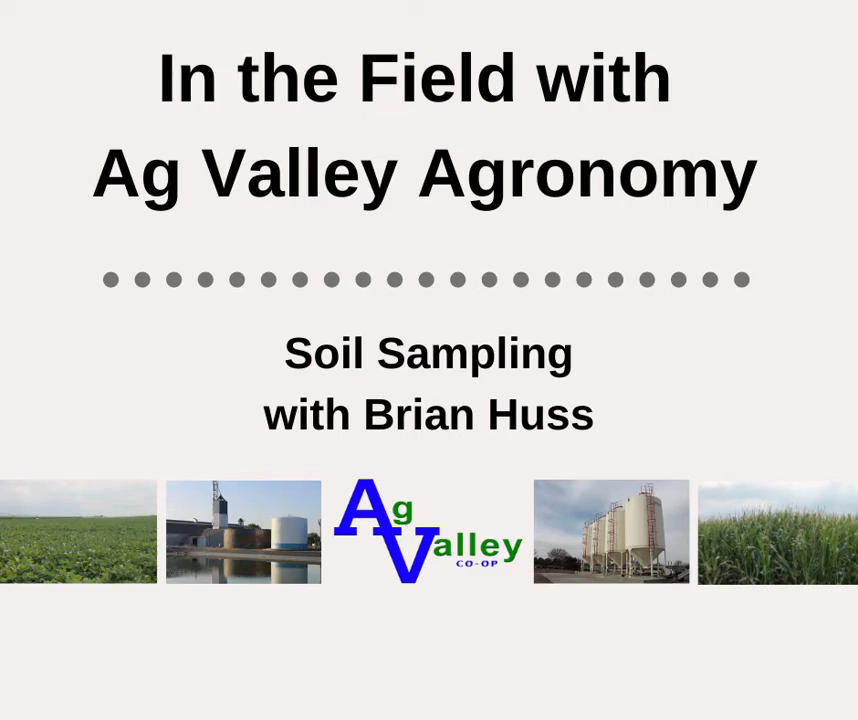 In the Field with
Ag Valley Agronomy
Soil Sampling
with Brian Huss
Ag
Valley
CO-OP